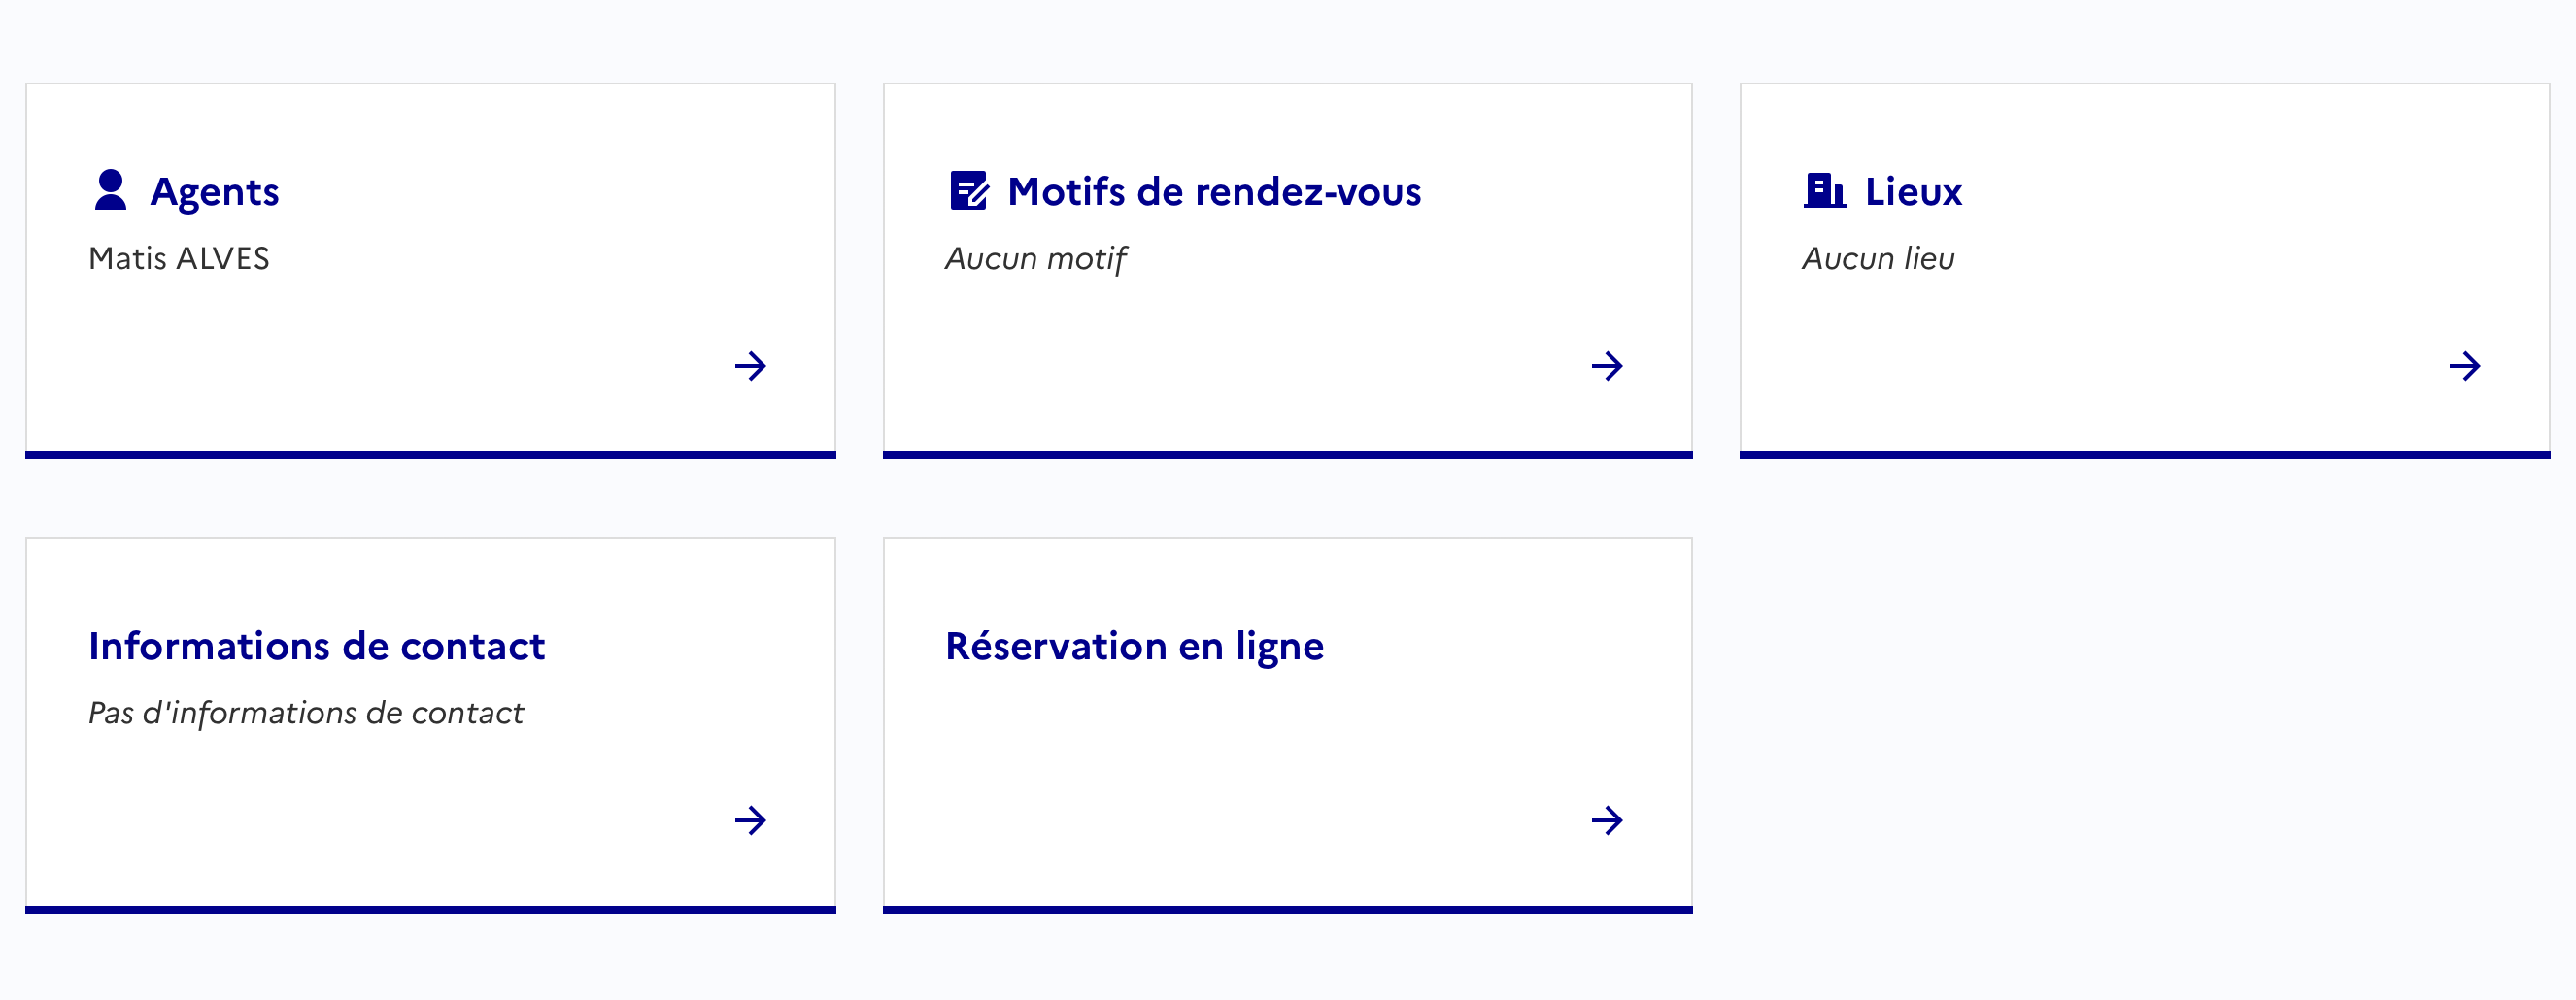 Agents
Matis ALVES
Motifs de rendez-vous
Aucun motif
Lieux
Aucun lieu
Informations de contact
Pas d'informations de contact
Réservation en ligne